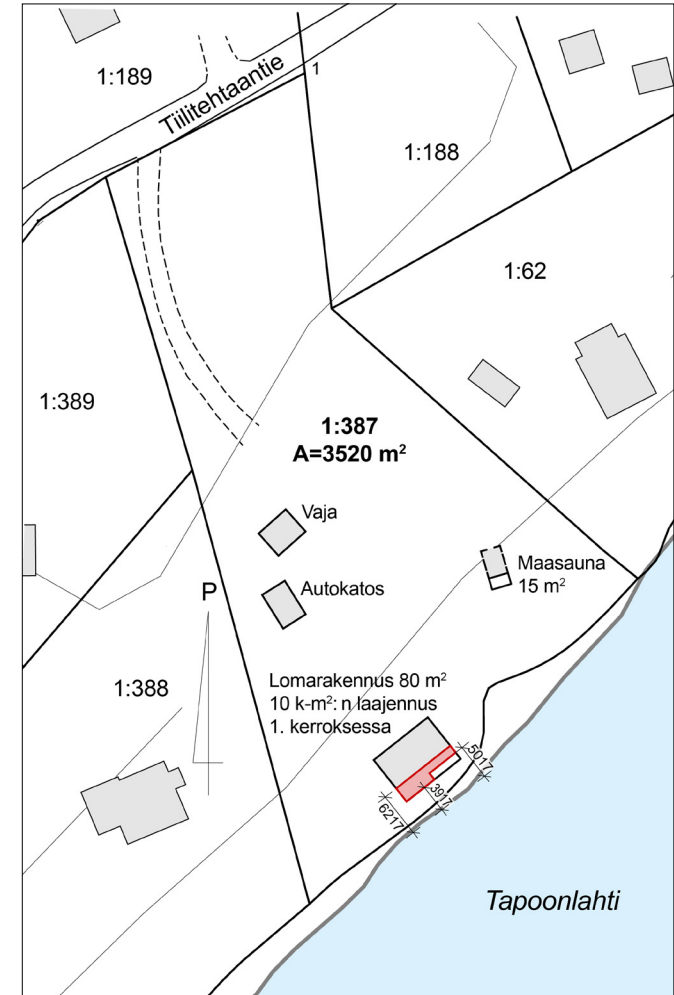 1:189
Tiilitehtaantie
1
1:188
1:62
1:389
1:387
A=3520 m²
Vaja
Autokatos
Maasauna
15 m²
P
1:388
Lomarakennus 80 m²
10 k-m²: n laajennus
1. kerroksessa
5017
3917
6217
Tapoonlahti